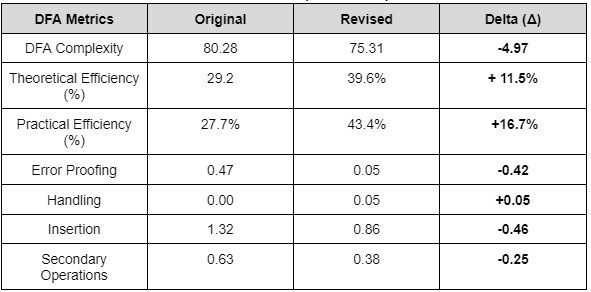 DFA Metrics Original Revised Delta (Δ)
DFA Complexity 80.28 75.31 -4.97
Theoretical Efficiency (%) 29.2 39.6% + 11.5%
Practical Efficiency (%) 27.7% 43.4% +16.7%
Error Proofing 0.47 0.05 -0.42
Handling 0.00 0.05 +0.05
Insertion 1.32 0.86 -0.46
Secondary Operations 0.63 0.38 -0.25